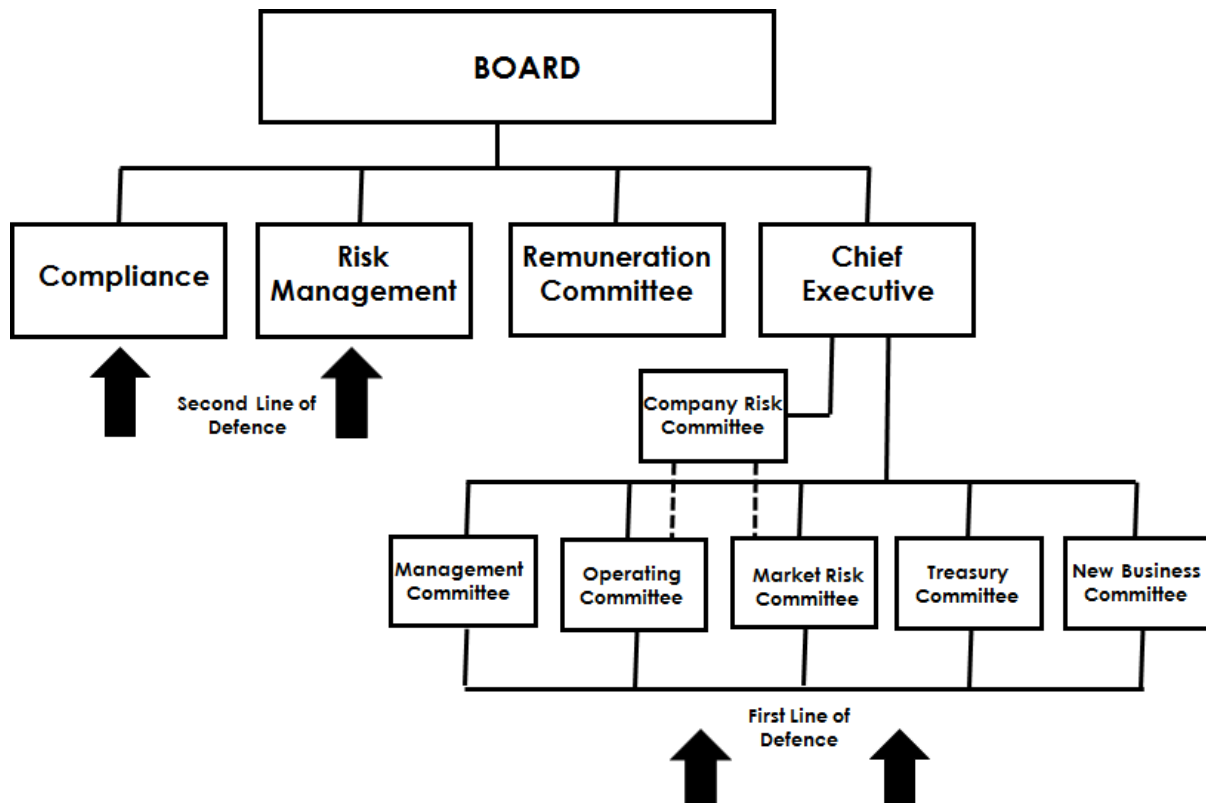 BOARD
Compliance
Risk
Management
Remuneration
Committee
Chief
Executive
Second Line of
Defence
Company Risk
Committee
Management
Committee
Operating
Committee
Market Risk
Committee
Treasury
Committee
New Business
Committee
First Line of
Defence